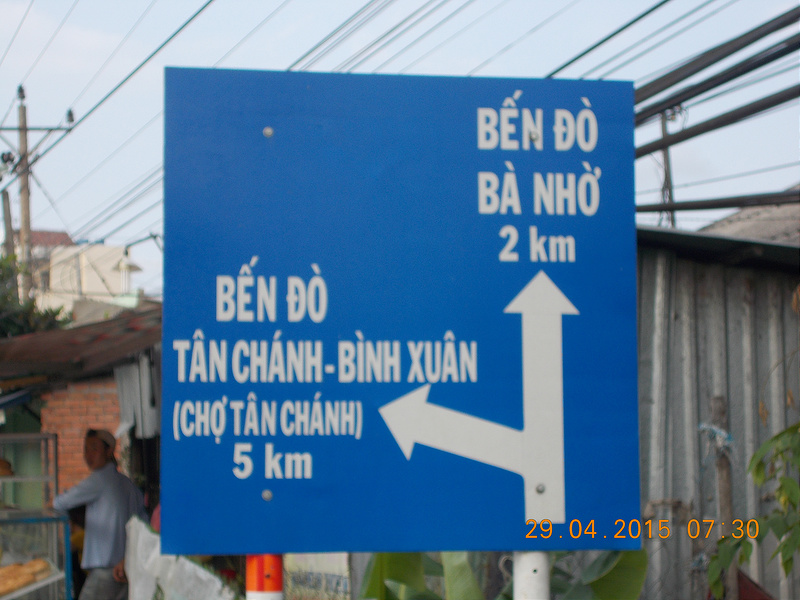 BẾN ĐÒ
BÀ NHỜ
2 km
BẾN ĐÒ
TÂN CHÁNH-BÌNH XUÂN
(CHỢ TÂN CHÁNH)
5 km
29.04.2015 07:30